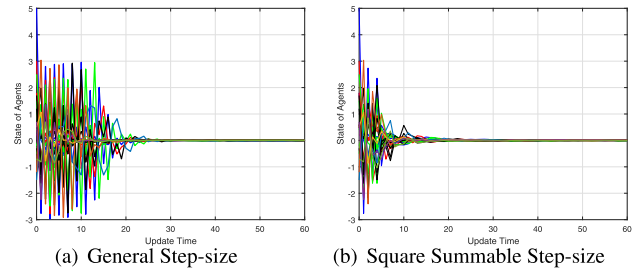 5
4
3
2
1
0
-1
-2
-3
State of Agents
0 10 20 30 40 50 60
Update Time
(a) General Step-size
5
4
3
2
1
0
-1
-2
-3
State of Agents
0 10 20 30 40 50 60
Update Time
(b) Square Summable Step-size